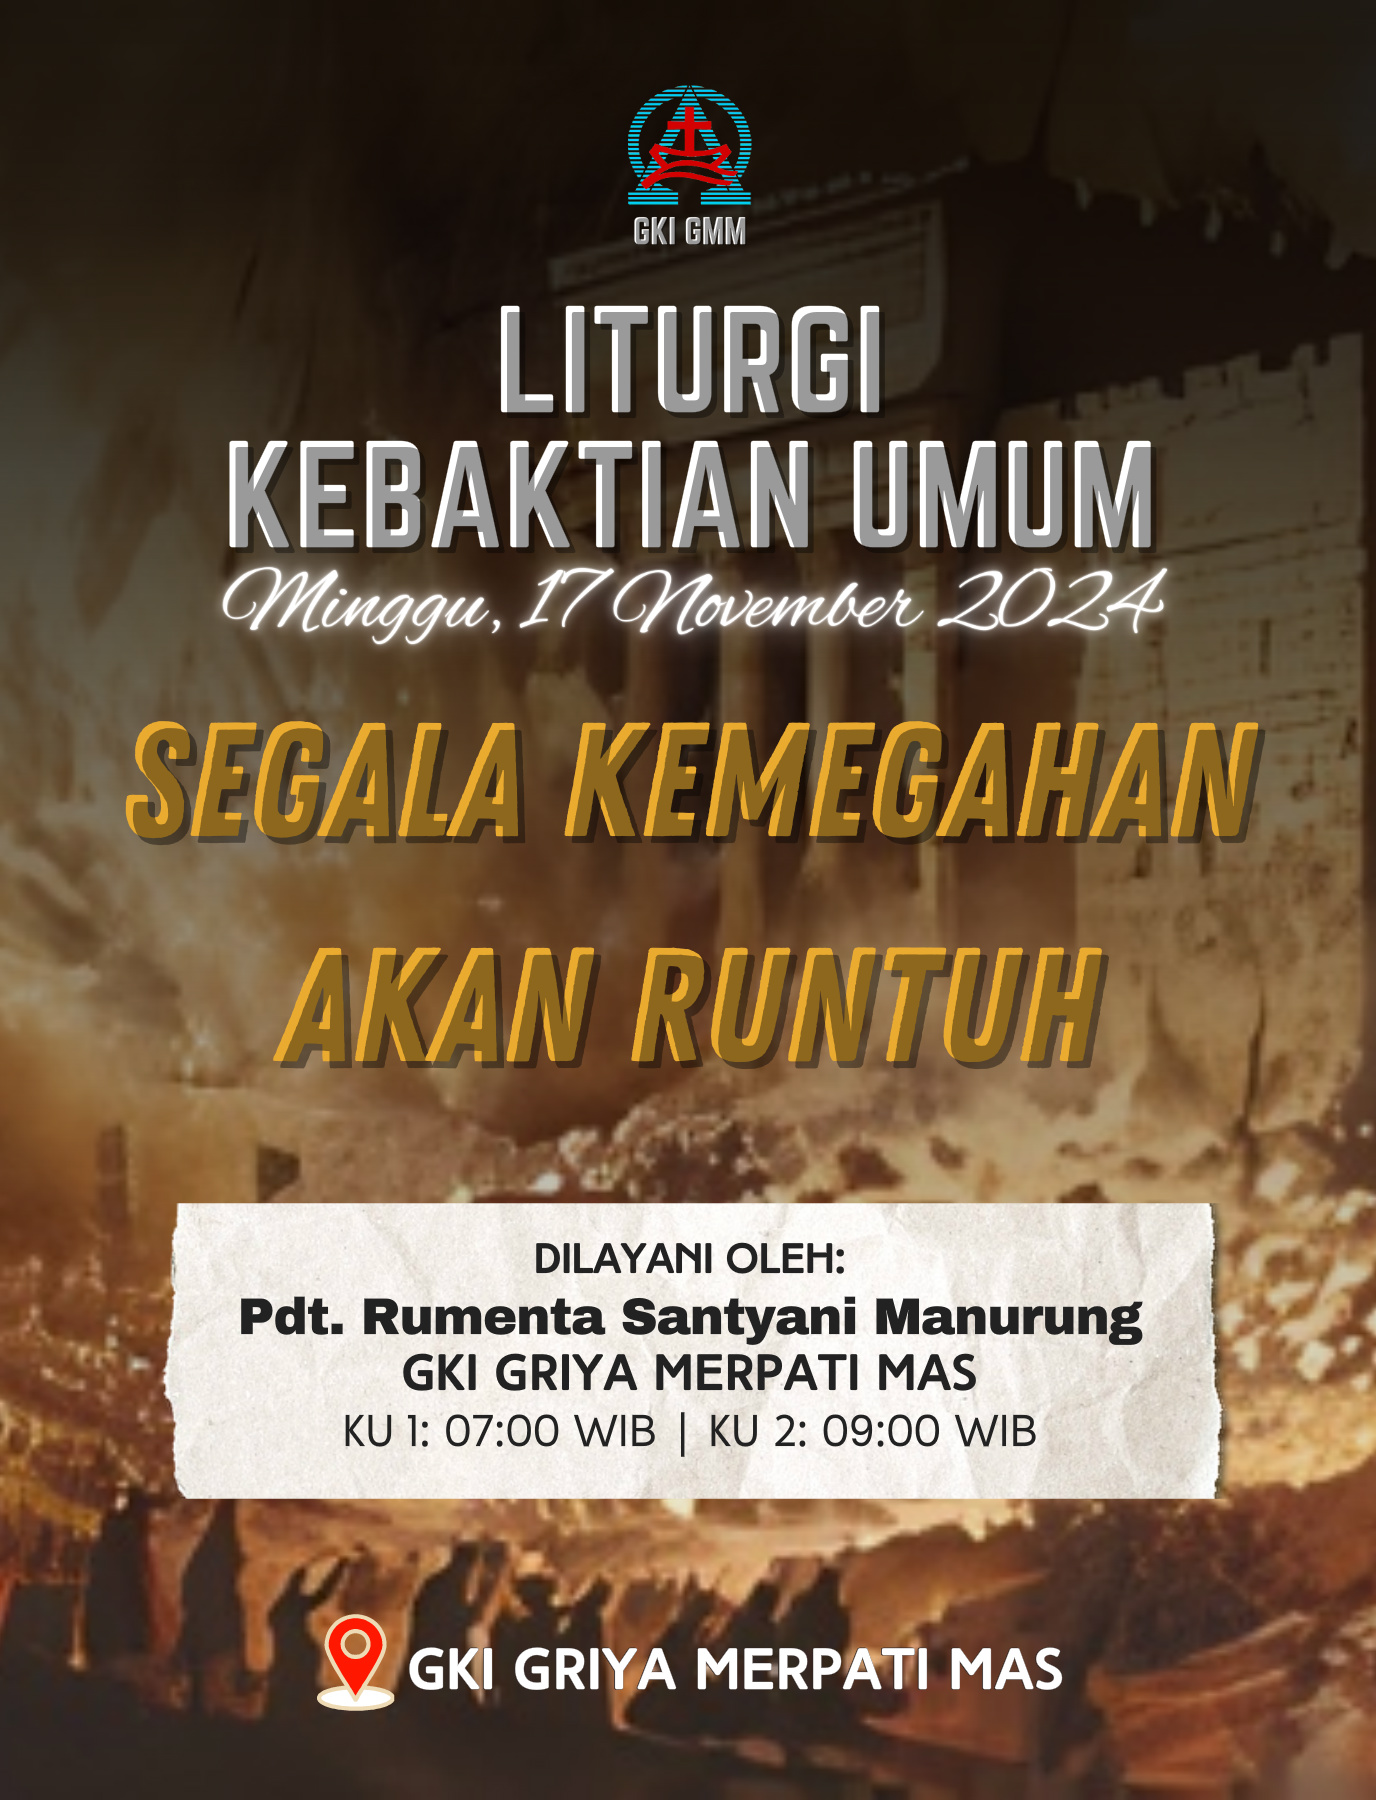 GKI GMM
LITURGI
KEBAKTIAN UMUM
Minggu, 17 November 2024
SEGALA KEMEGAHAN
AKAN RUNTUH
DILAYANI OLEH:
Pdt. Rumenta Santyani Manurung
GKI GRIYA MERPATI MAS
KU 1: 07:00 WIB | KU 2: 09:00 WIB
GKI GRIYA MERPATI MAS